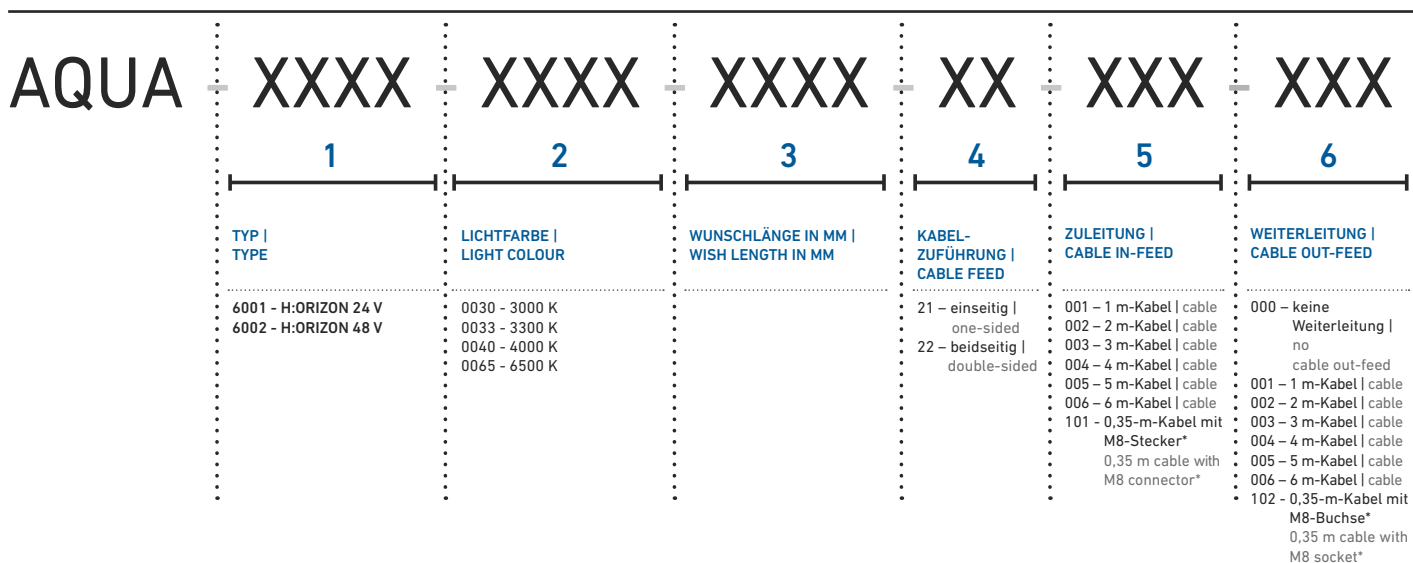 AQUA - XXXX - XXXX - XXXX - XX - XXX - XXX
1
2
3
4
5
6
TYP |
TYPE
6001 - H:ORIZON 24 V
6002 - H:ORIZON 48 V
LICHTFARBE |
LIGHT COLOUR
0030 - 3000 K
0033 - 3300 K
0040 - 4000 K
0065 - 6500 K
WUNSCHLÄNGE IN MM |
WISH LENGTH IN MM
KABEL-
ZUFÜHRUNG |
CABLE FEED
21 – einseitig |
one-sided
22 – beidseitig |
double-sided
ZULEITUNG |
CABLE IN-FEED
001 – 1 m-Kabel | cable
002 – 2 m-Kabel | cable
003 – 3 m-Kabel | cable
004 – 4 m-Kabel | cable
005 – 5 m-Kabel | cable
006 – 6 m-Kabel | cable
101 - 0,35-m-Kabel mit
M8-Stecker*
0,35 m cable with
M8 connector*
WEITERLEITUNG |
CABLE OUT-FEED
000 – keine
Weiterleitung |
no
cable out-feed
001 – 1 m-Kabel | cable
002 – 2 m-Kabel | cable
003 – 3 m-Kabel | cable
004 – 4 m-Kabel | cable
005 – 5 m-Kabel | cable
006 – 6 m-Kabel | cable
102 - 0,35-m-Kabel mit
M8-Buchse*
0,35 m cable with
M8 socket*